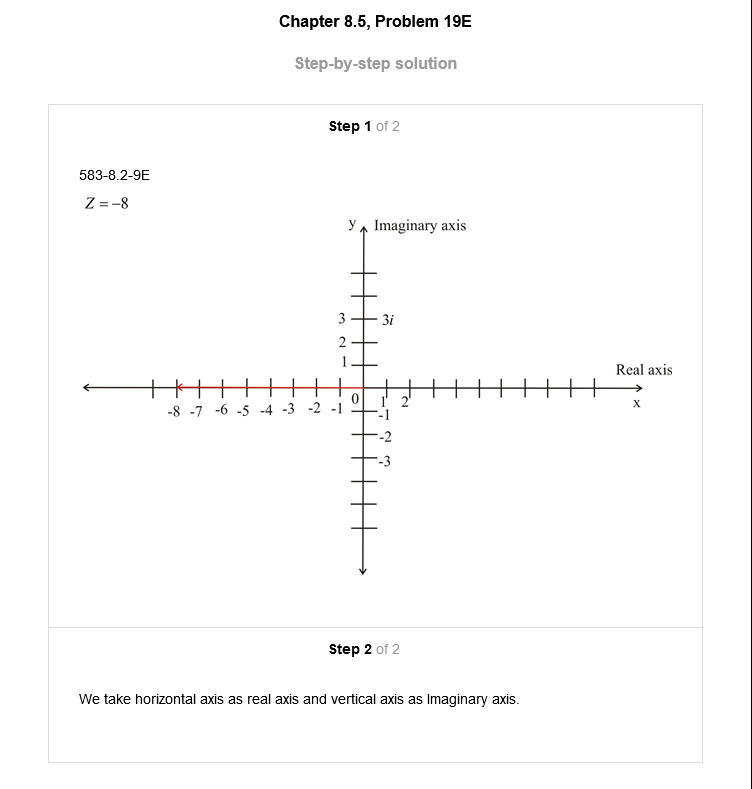 Chapter 8.5, Problem 19E
Step-by-step solution
Step 1 of 2
583-8.2-9E
Z = –8
y Imaginary axis
3 3i
2
1
Real axis
-8 -7 -6 -5 -4 -3 -2 -1 0 1 2 x
-1
-2
-3
Step 2 of 2
We take horizontal axis as real axis and vertical axis as Imaginary axis.